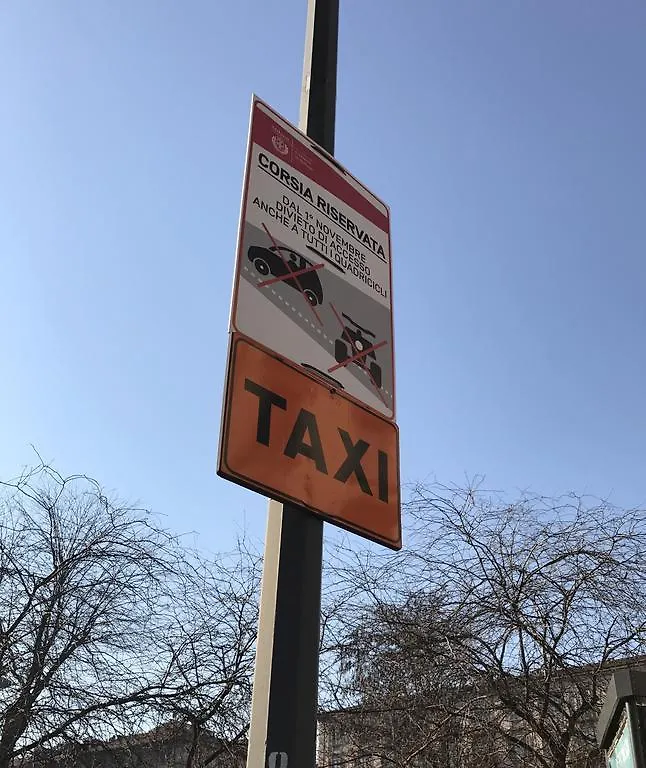 CORSIA RISERVATA
DAL 1° NOVEMBRE
DIVIETO DI ACCESSO
ANCHE A TUTTI I QUADRICICLI
TAXI